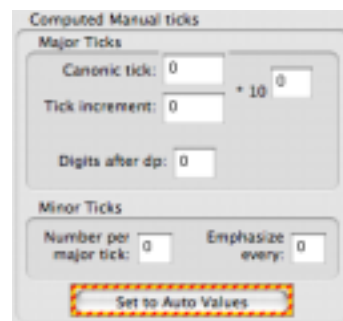 Computed Manual ticks
Major Ticks
Canonic tick: 0
* 10 0
Tick increment: 0
Digits after dp: 0
Minor Ticks
Number per major tick: 0
Emphasize every: 0
Set to Auto Values